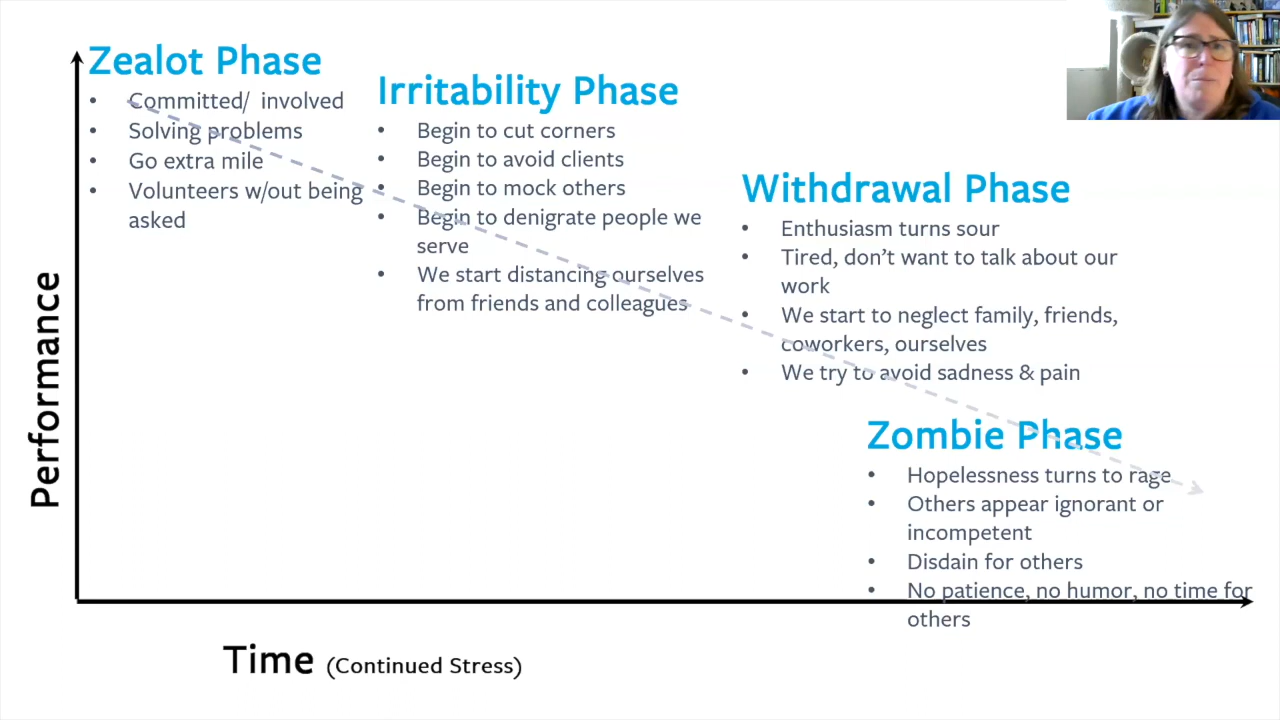 Zealot Phase
• Committed/ involved
• Solving problems
• Go extra mile
• Volunteers w/out being
asked
Irritability Phase
• Begin to cut corners
• Begin to avoid clients
• Begin to mock others
• Begin to denigrate people we
serve
• We start distancing ourselves
from friends and colleagues
Withdrawal Phase
• Enthusiasm turns sour
• Tired, don't want to talk about our
work
• We start to neglect family, friends,
coworkers, ourselves
• We try to avoid sadness & pain
Zombie Phase
• Hopelessness turns to rage
• Others appear ignorant or
incompetent
• Disdain for others
• No patience, no humor, no time for
others
Performance
Time (Continued Stress)